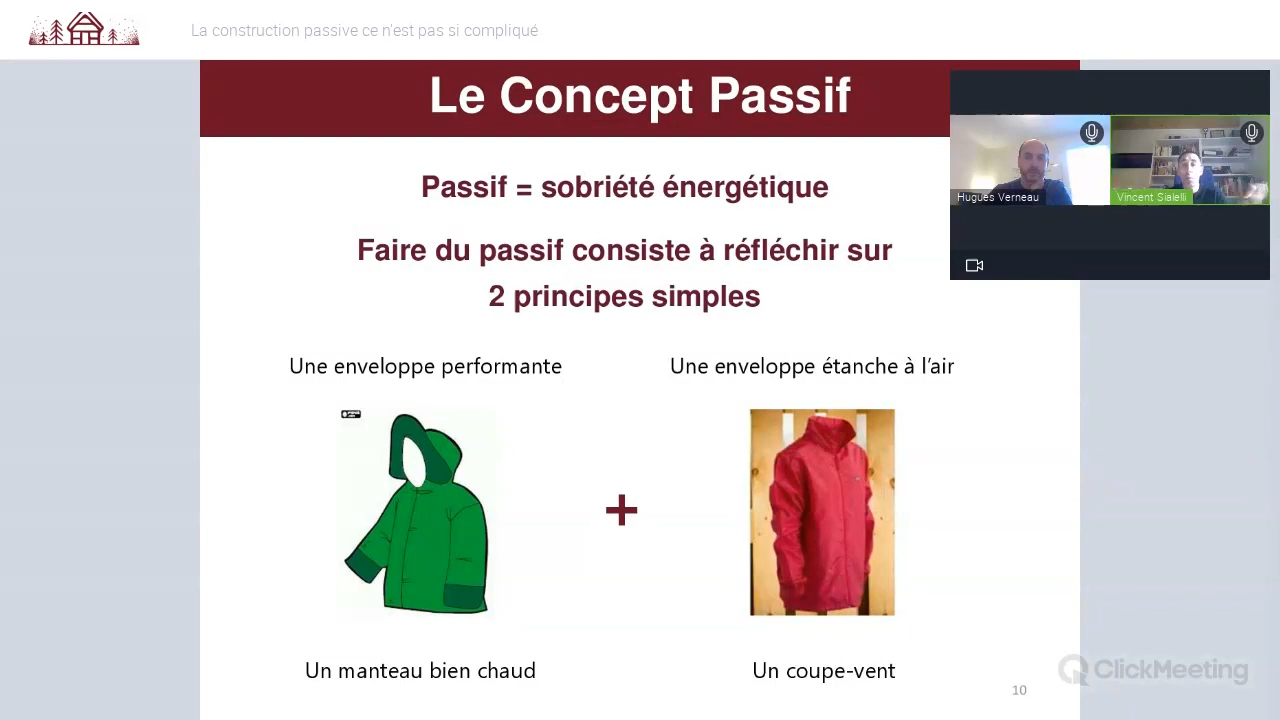 La construction passive ce n'est pas si compliqué
Le Concept Passif
Passif = sobriété énergétique
Faire du passif consiste à réfléchir sur
2 principes simples
Hugues Verneau
Vincent Sialelli
Une enveloppe performante
Une enveloppe étanche à l’air
+
Un manteau bien chaud
Un coupe-vent
10
ClickMeeting